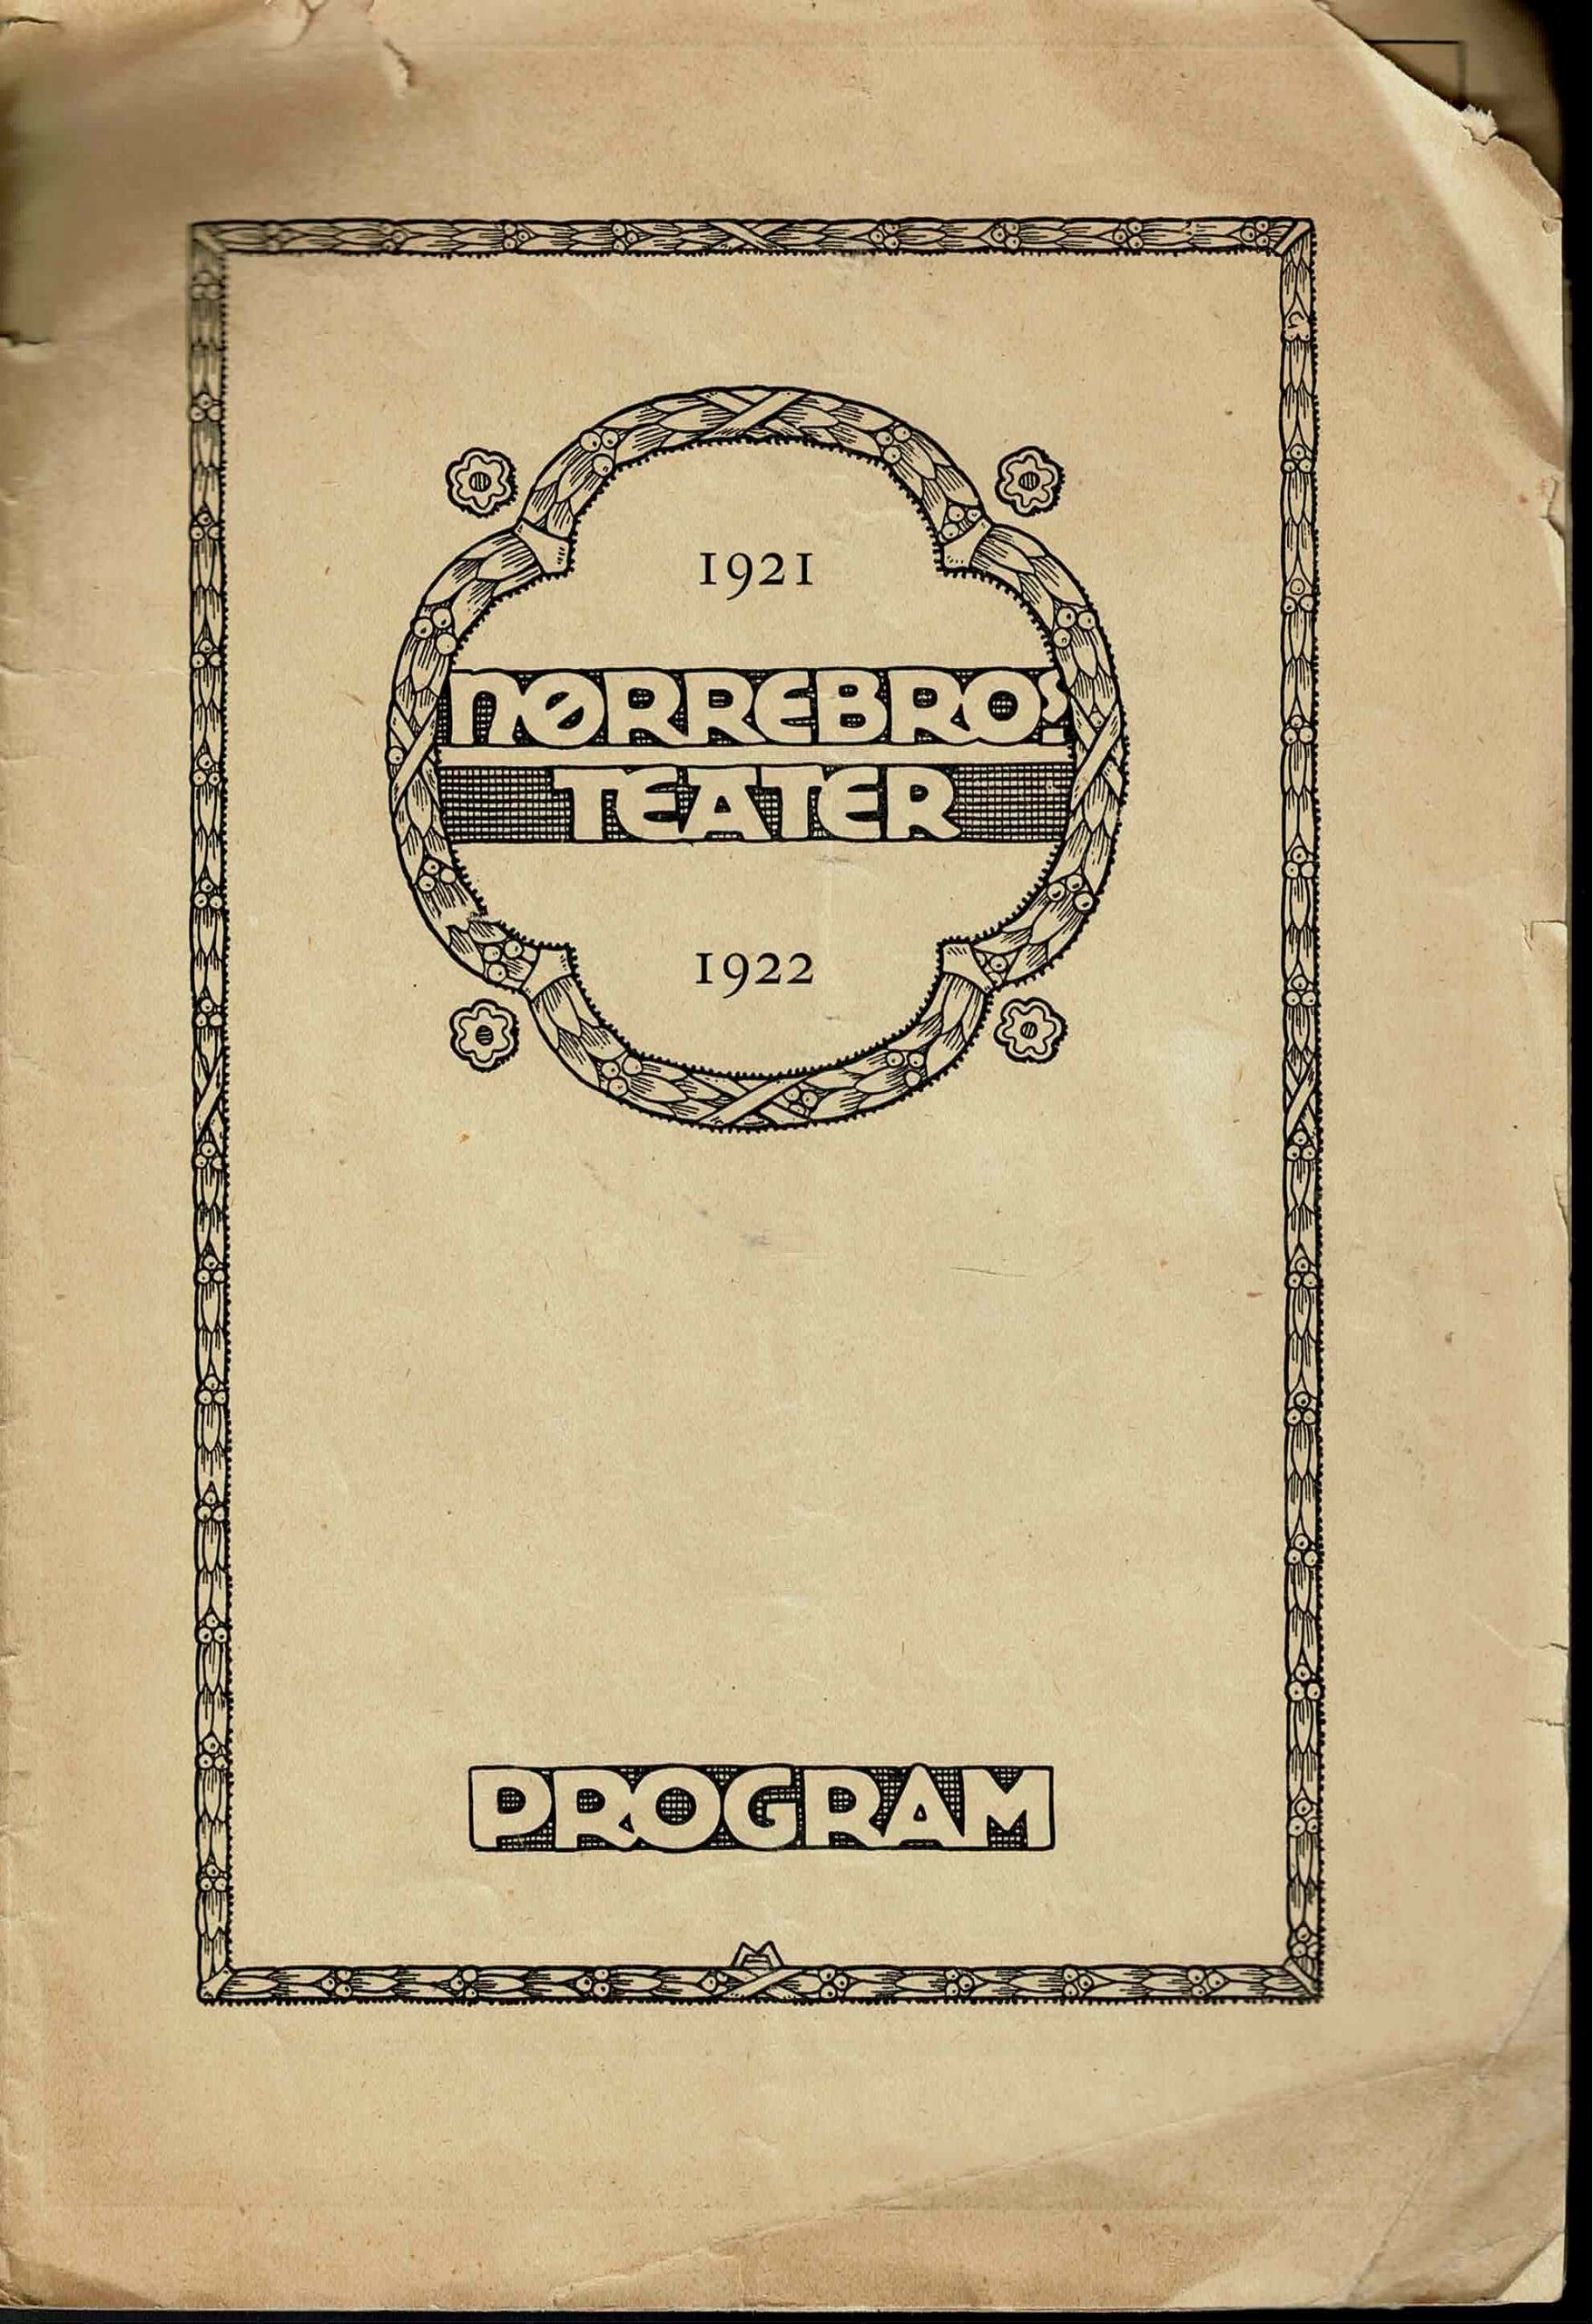 1921
NØRREBROS
TEATER
1922
PROGRAM